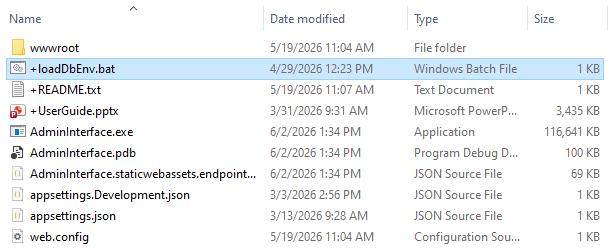 Name Date modified Type Size
wwwroot 5/19/2026 11:04 AM File folder
+loadDbEnv.bat 4/29/2026 12:23 PM Windows Batch File 1 KB
+README.txt 5/19/2026 11:07 AM Text Document 1 KB
+UserGuide.pptx 3/31/2026 9:31 AM Microsoft PowerP... 3,435 KB
AdminInterface.exe 6/2/2026 1:34 PM Application 116,641 KB
AdminInterface.pdb 6/2/2026 1:34 PM Program Debug D... 100 KB
AdminInterface.staticwebassets.endpoint... 6/2/2026 1:34 PM JSON Source File 69 KB
appsettings.Development.json 3/3/2026 2:56 PM JSON Source File 1 KB
appsettings.json 3/13/2026 9:28 AM JSON Source File 1 KB
web.config 5/19/2026 11:04 AM Configuration Sou... 1 KB